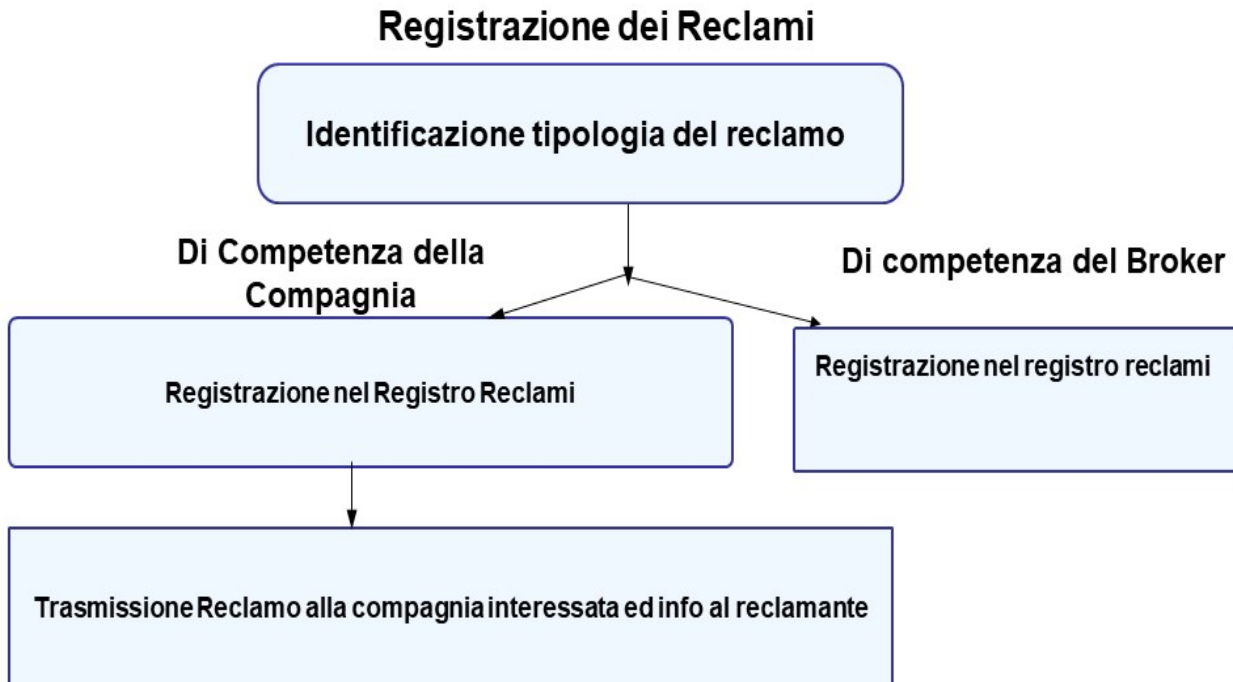 Registrazione dei Reclami
Identificazione tipologia del reclamo
Di Competenza della
Compagnia
Di competenza del Broker
Registrazione nel Registro Reclami
Registrazione nel registro reclami
Trasmissione Reclamo alla compagnia interessata ed info al reclamante